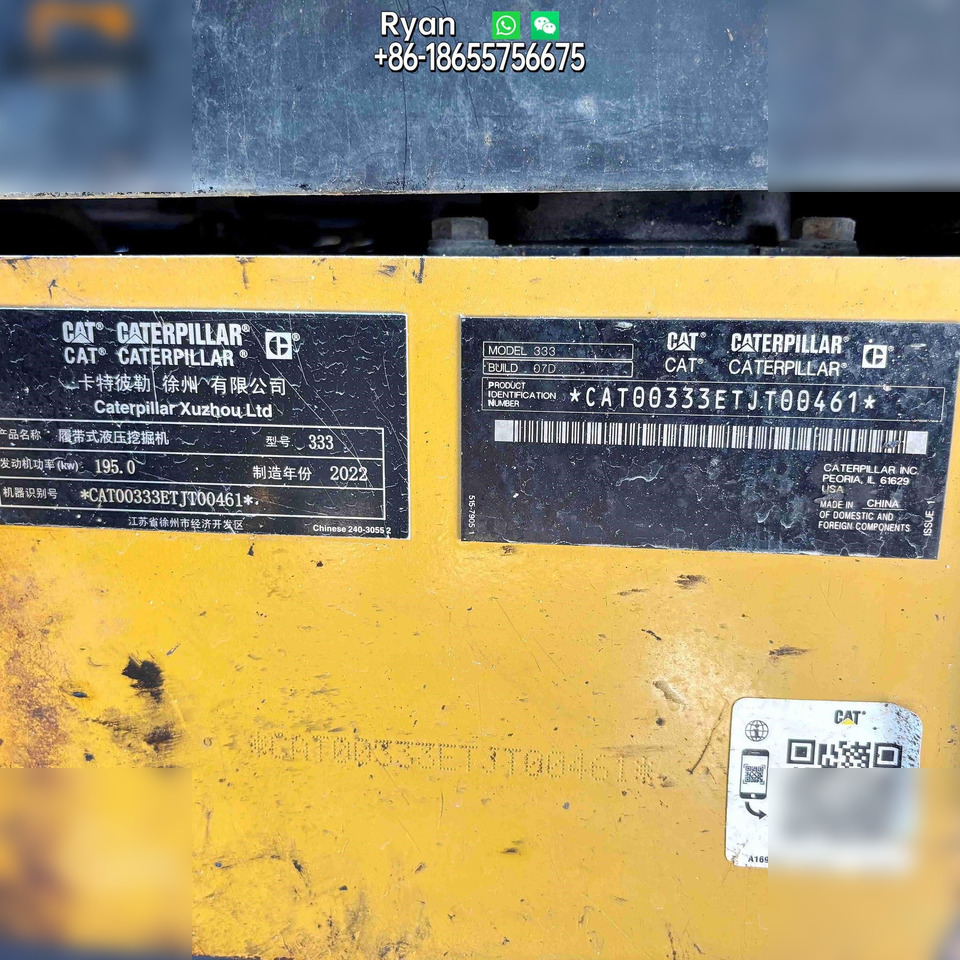 Ryan
+86-18655756675
CAT® CATERPILLAR®
CAT® CATERPILLAR®
卡特彼勒 徐州 有限公司
Caterpillar Xuzhou Ltd
产品名称 履带式液压挖掘机 型号 333
发动机功率(kw) 195.0 制造年份 2022
机器识别号 *CAT00333ETJT00461*
江苏省徐州市经济开发区 Chinese 240-3055 2
CAT® CATERPILLAR®
CAT® CATERPILLAR®
MODEL 333
BUILD 07D
PRODUCT IDENTIFICATION NUMBER *CAT00333ETJT00461*
CATERPILLAR INC.
PEORIA, IL 61629
USA
MADE IN CHINA
OF DOMESTIC AND
FOREIGN COMPONENTS
515-7905 1
ISSUE
*CAT00333ETJT00461*
CAT®
A169